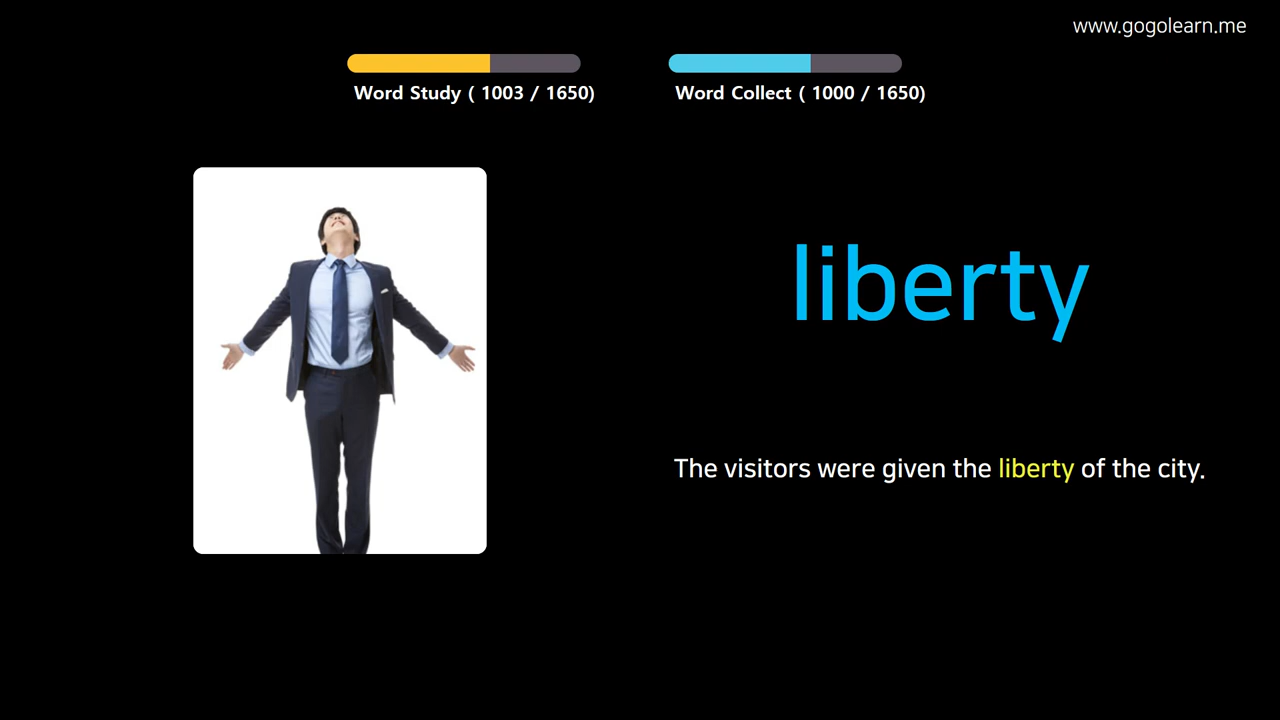 www.gogolearn.me
Word Study ( 1003 / 1650)
Word Collect ( 1000 / 1650)
liberty
The visitors were given the liberty of the city.